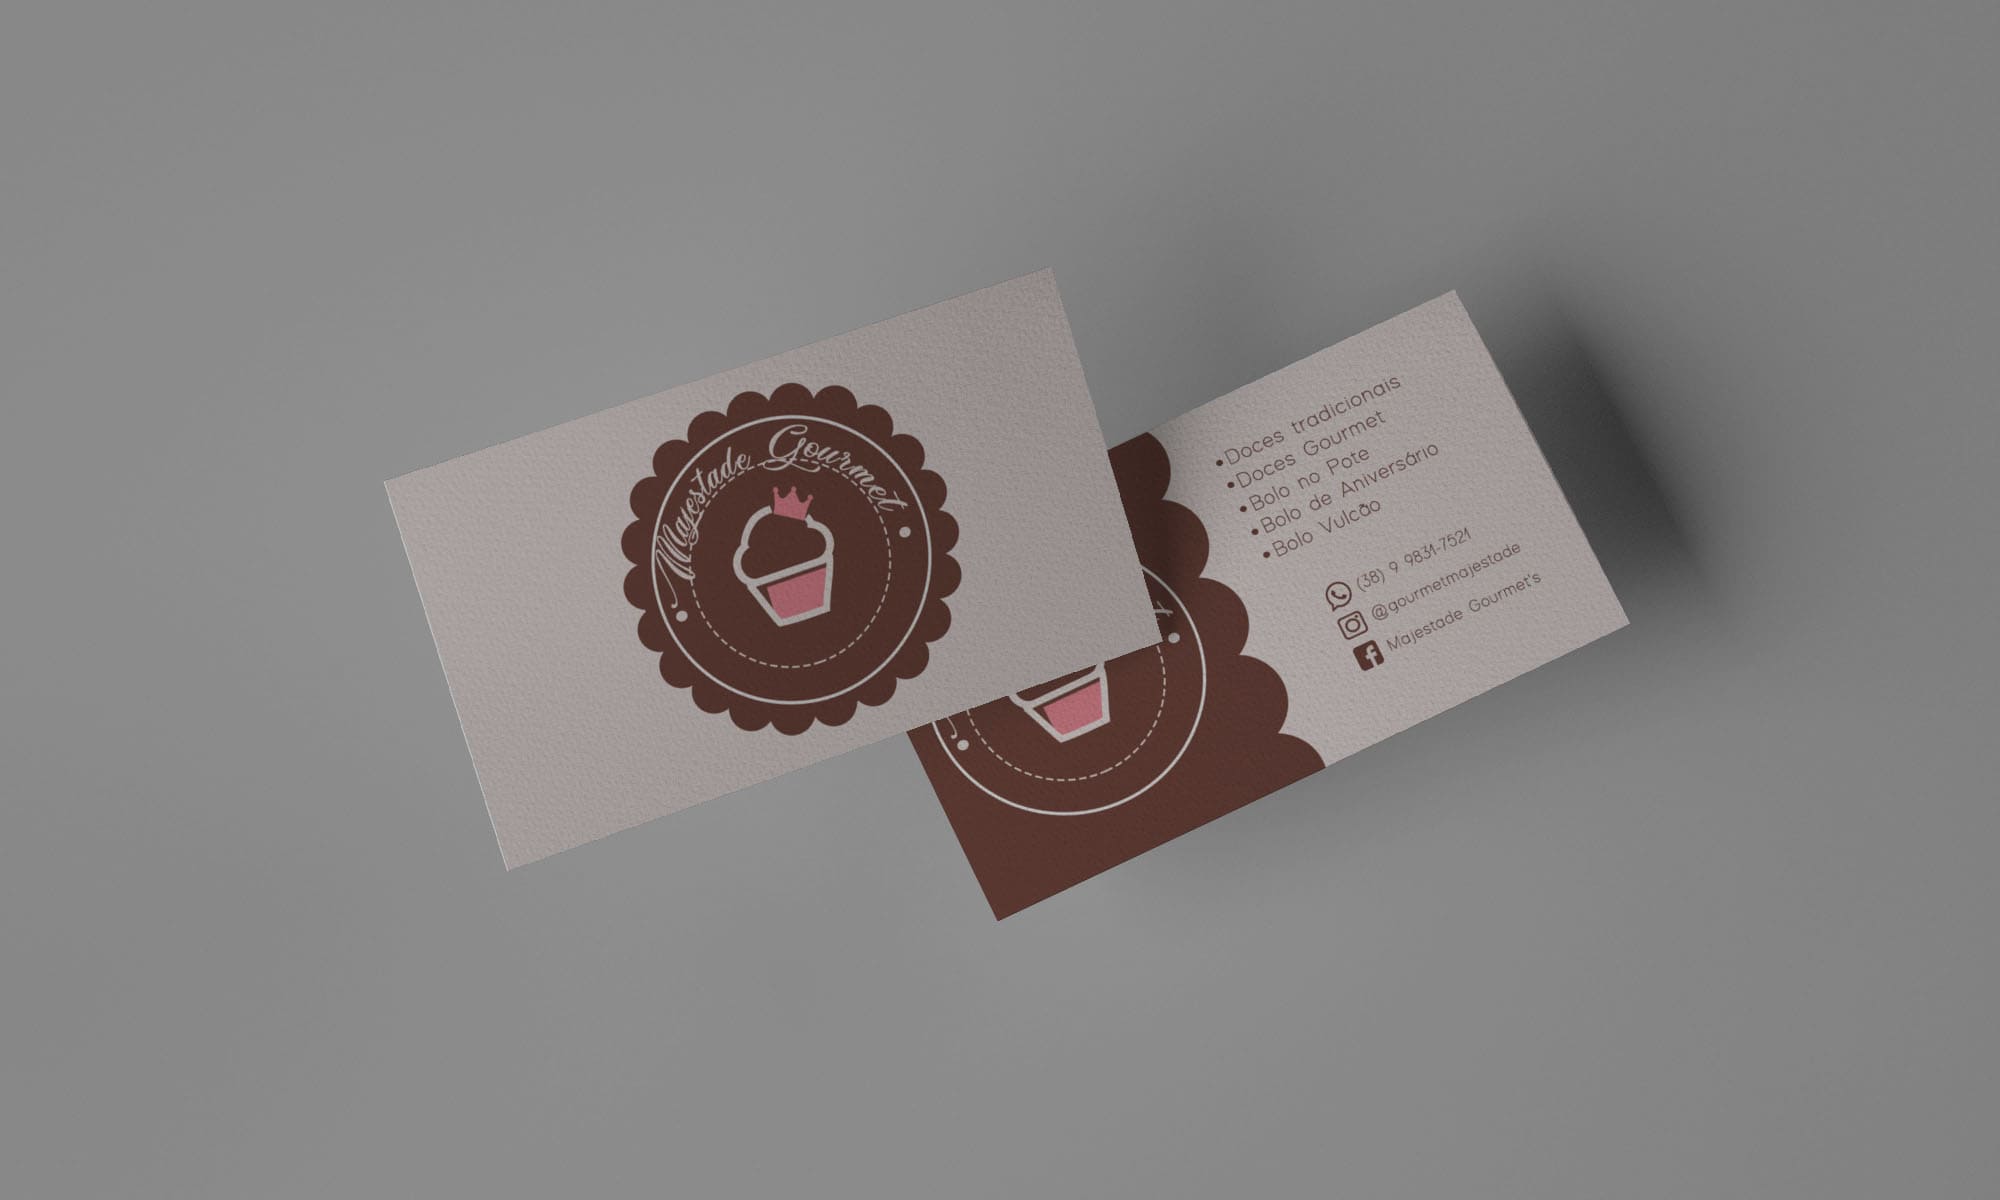 Majestade Gourmet
•Doces tradicionais
•Doces Gourmet
•Bolo no Pote
•Bolo de Aniversário
•Bolo Vulcão
(38) 9 9831-7521
@gourmetmajestade
Majestade Gourmet's